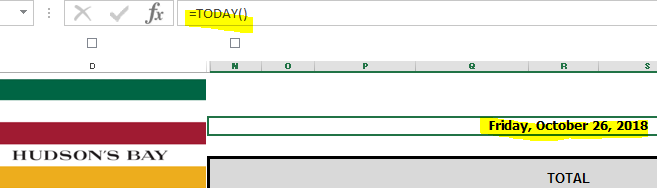 fx =TODAY()
D N O P Q R S
Friday, October 26, 2018
HUDSON'S BAY
TOTAL